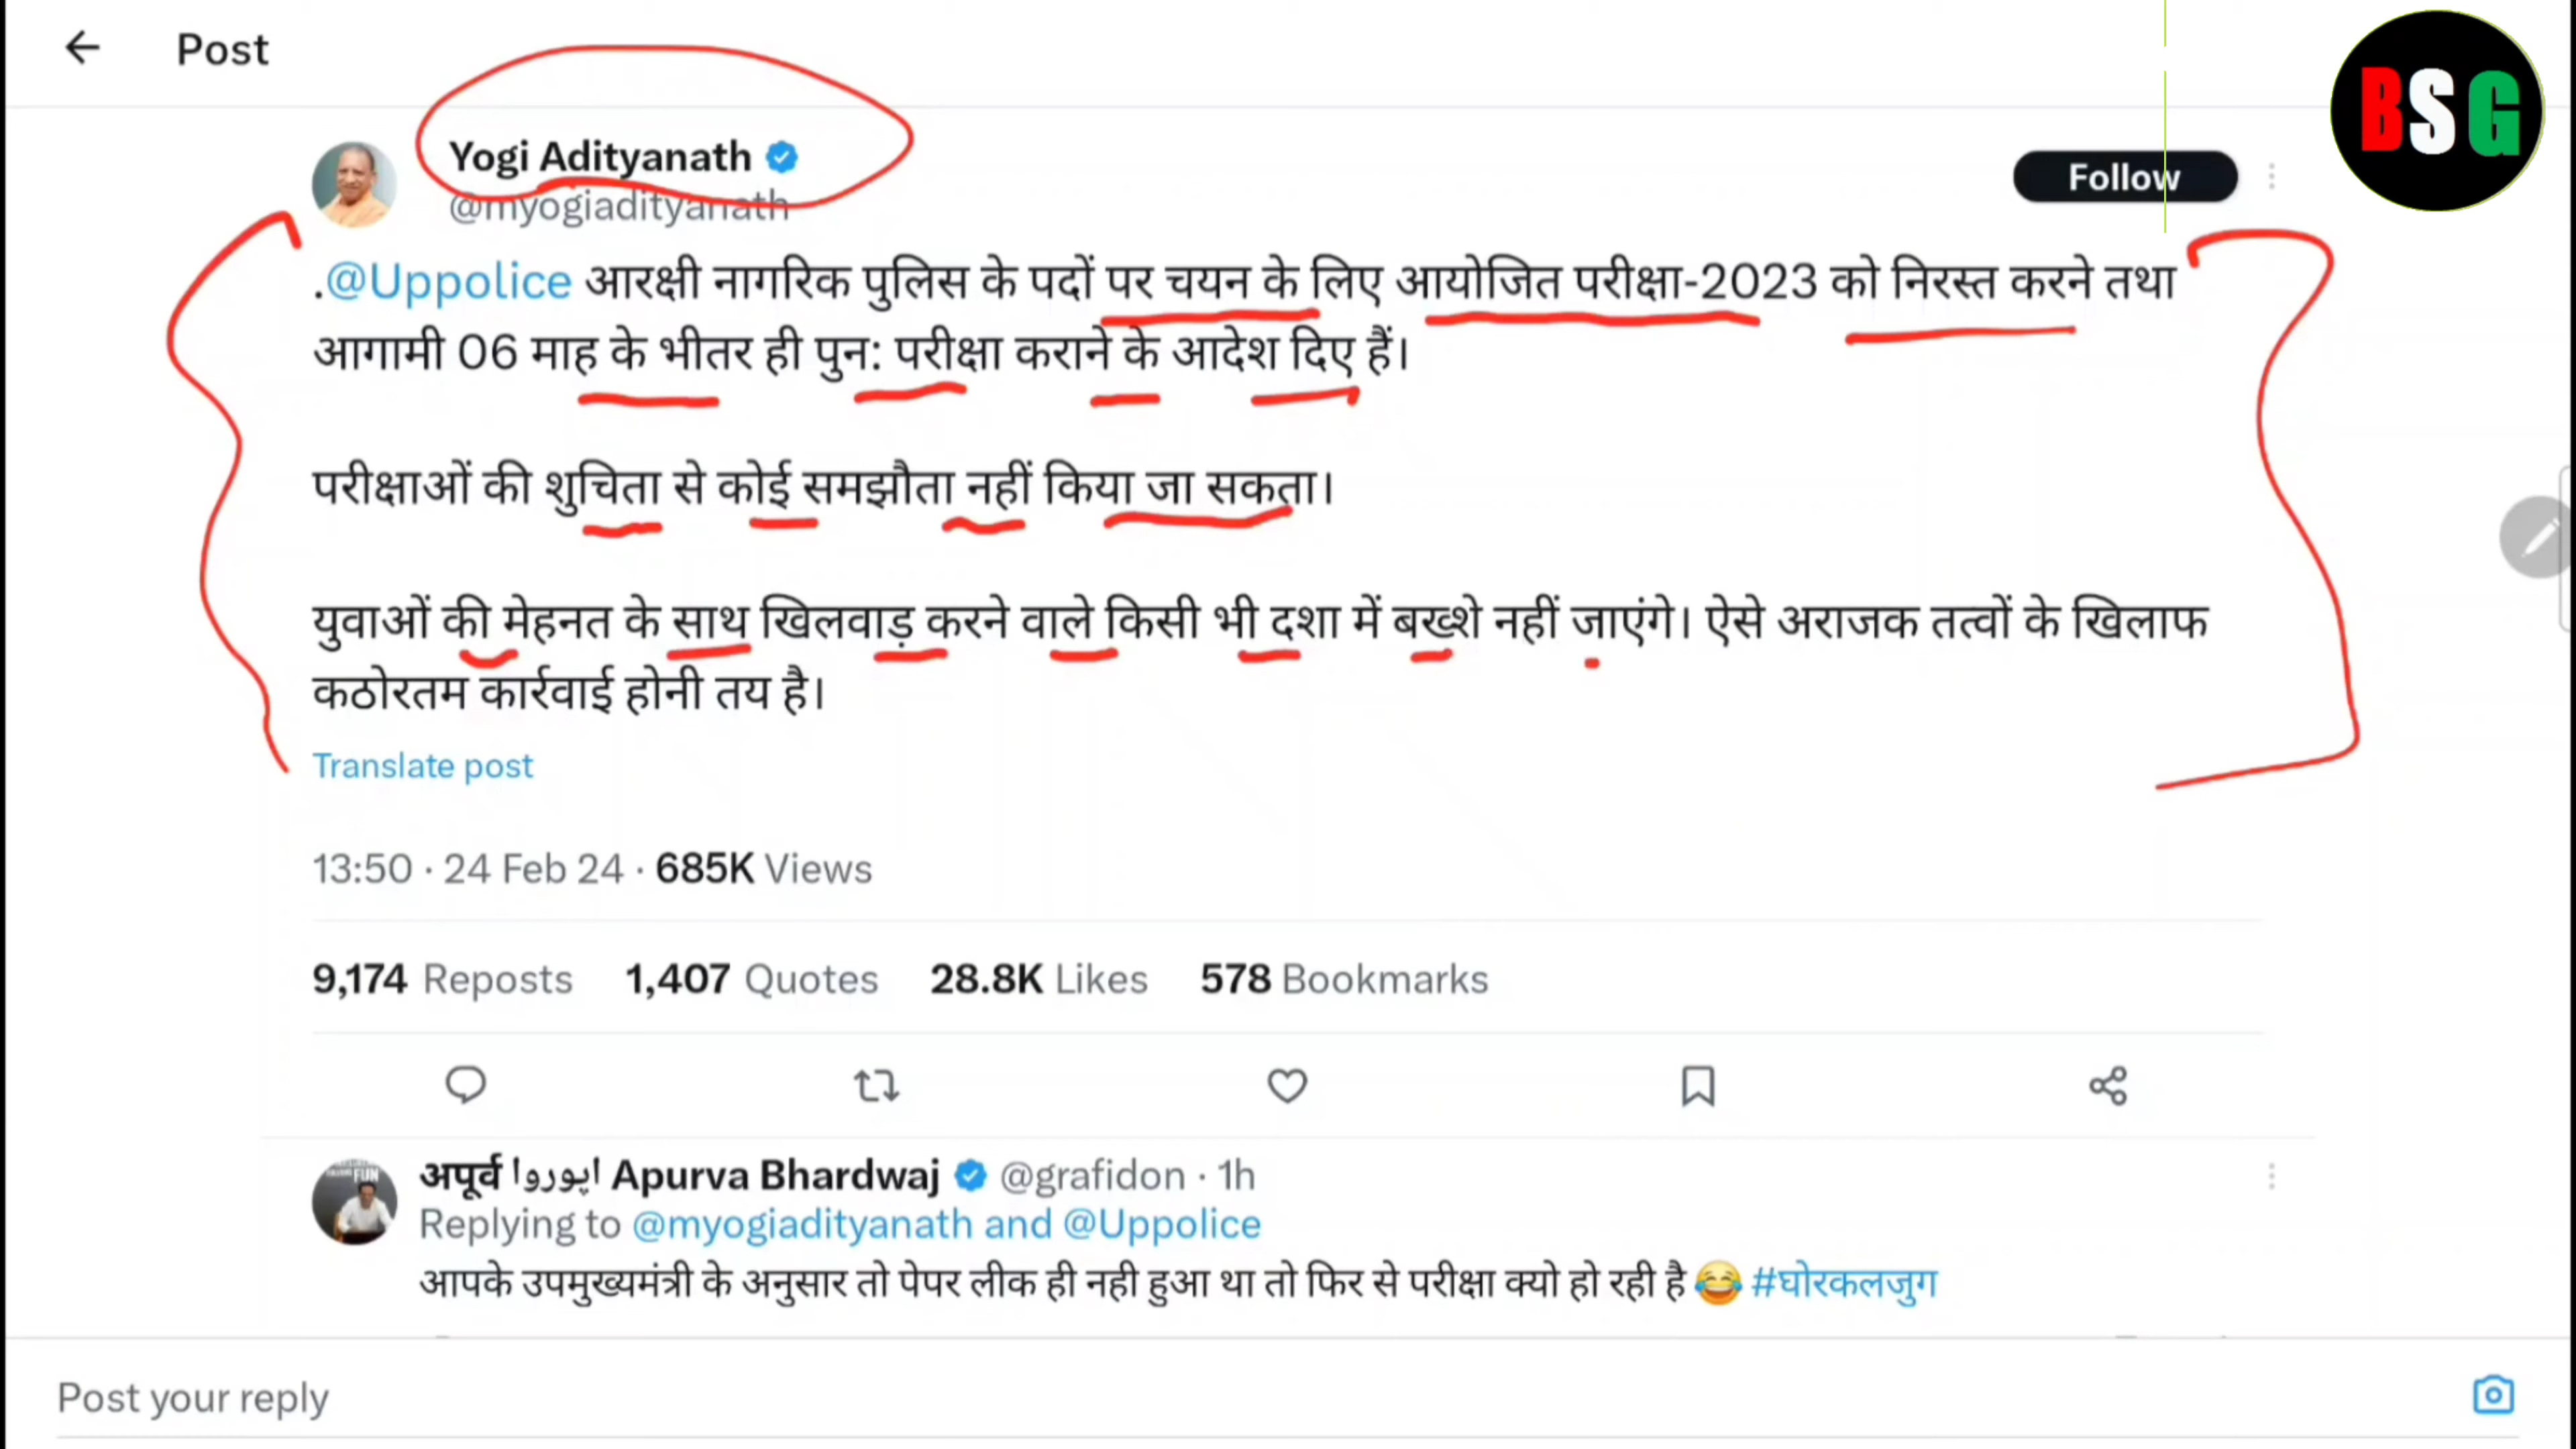 Post
BSG
Yogi Adityanath
@myogiadityanath
Follow
.@Uppolice आरक्षी नागरिक पुलिस के पदों पर चयन के लिए आयोजित परीक्षा-2023 को निरस्त करने तथा
आगामी 06 माह के भीतर ही पुन: परीक्षा कराने के आदेश दिए हैं।
परीक्षाओं की शुचिता से कोई समझौता नहीं किया जा सकता।
युवाओं की मेहनत के साथ खिलवाड़ करने वाले किसी भी दशा में बख्शे नहीं जाएंगे। ऐसे अराजक तत्वों के खिलाफ
कठोरतम कार्रवाई होनी तय है।
Translate post
13:50 · 24 Feb 24 · 685K Views
9,174 Reposts 1,407 Quotes 28.8K Likes 578 Bookmarks
अपूर्व اپوروا Apurva Bhardwaj @grafidon · 1h
Replying to @myogiadityanath and @Uppolice
आपके उपमुख्यमंत्री के अनुसार तो पेपर लीक ही नही हुआ था तो फिर से परीक्षा क्यो हो रही है😂 #घोरकलजुग
Post your reply